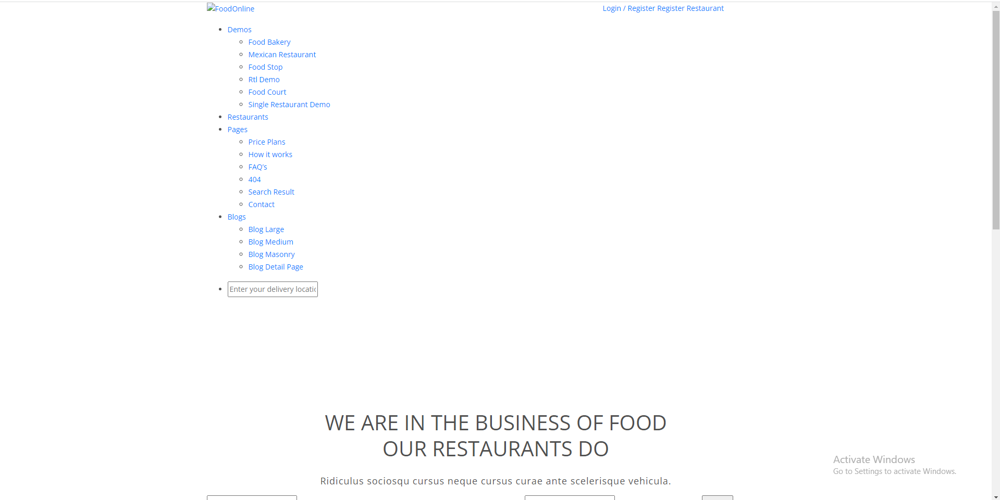 FoodOnline
Login / Register Register Restaurant
Demos
Food Bakery
Mexican Restaurant
Food Stop
Rtl Demo
Food Court
Single Restaurant Demo
Restaurants
Pages
Price Plans
How it works
FAQ's
404
Search Result
Contact
Blogs
Blog Large
Blog Medium
Blog Masonry
Blog Detail Page
Enter your delivery locati
WE ARE IN THE BUSINESS OF FOOD
OUR RESTAURANTS DO
Ridiculus sociosqu cursus neque cursus curae ante scelerisque vehicula.
Activate Windows
Go to Settings to activate Windows.